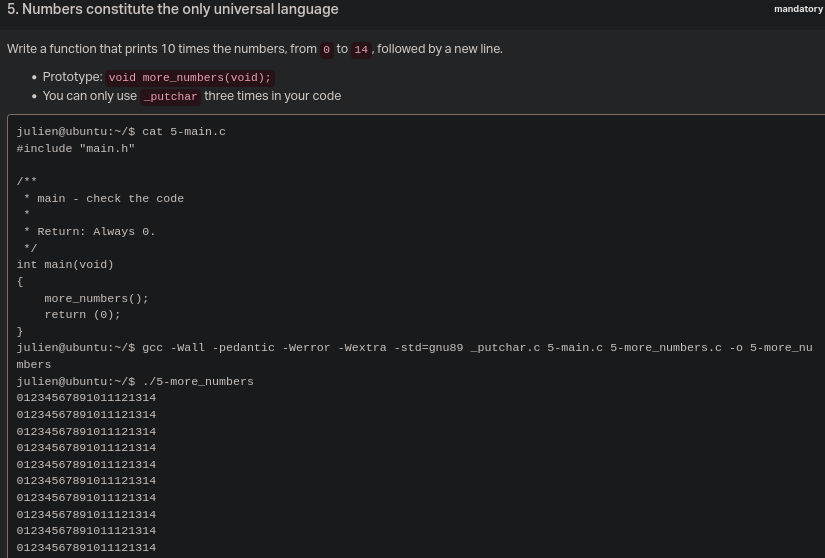 5. Numbers constitute the only universal language
mandatory
Write a function that prints 10 times the numbers, from 0 to 14, followed by a new line.
• Prototype: void more_numbers(void);
• You can only use _putchar three times in your code
julien@ubuntu:~/$ cat 5-main.c
#include "main.h"

/**
 * main - check the code
 *
 * Return: Always 0.
 */
int main(void)
{
    more_numbers();
    return (0);
}
julien@ubuntu:~/$ gcc -Wall -pedantic -Werror -Wextra -std=gnu89 _putchar.c 5-main.c 5-more_numbers.c -o 5-more_nu
mbers
julien@ubuntu:~/$ ./5-more_numbers
01234567891011121314
01234567891011121314
01234567891011121314
01234567891011121314
01234567891011121314
01234567891011121314
01234567891011121314
01234567891011121314
01234567891011121314
01234567891011121314